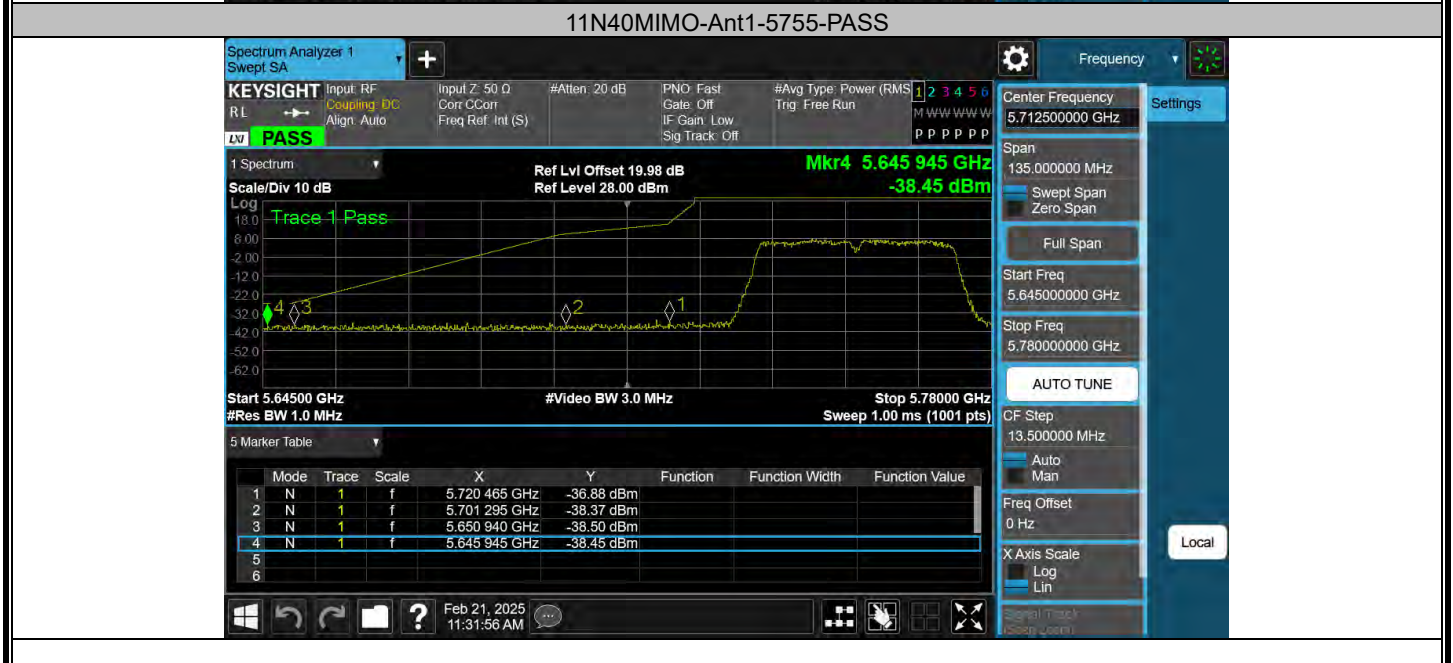 11N40MIMO-Ant1-5755-PASS
Spectrum Analyzer 1
Swept SA
+
Frequency
KEYSIGHT
RL
LXI PASS
Input: RF
Coupling: DC
Align: Auto
Input Z: 50 Ω
Corr CCorr
Freq Ref: Int (S)
#Atten: 20 dB
PNO: Fast
Gate: Off
IF Gain: Low
Sig Track: Off
#Avg Type: Power (RMS
Trig: Free Run
1 2 3 4 5 6
M W W W W W
P P P P P P
Center Frequency
5.712500000 GHz
Settings
Span
135.000000 MHz
Swept Span
Zero Span
Full Span
Start Freq
5.645000000 GHz
Stop Freq
5.780000000 GHz
AUTO TUNE
CF Step
13.500000 MHz
Auto
Man
Freq Offset
0 Hz
X Axis Scale
Log
Lin
Signal Track
(Span Zoom)
Local
1 Spectrum
Scale/Div 10 dB
Ref Lvl Offset 19.98 dB
Ref Level 28.00 dBm
Mkr4 5.645 945 GHz
-38.45 dBm
Log
Trace 1 Pass
18.0
8.00
-2.00
-12.0
-22.0
-32.0
-42.0
-52.0
-62.0
4 3 2 1
Start 5.64500 GHz
#Res BW 1.0 MHz
#Video BW 3.0 MHz
Stop 5.78000 GHz
Sweep 1.00 ms (1001 pts)
5 Marker Table
Mode Trace Scale X Y Function Function Width Function Value
1 N 1 f 5.720 465 GHz -36.88 dBm
2 N 1 f 5.701 295 GHz -38.37 dBm
3 N 1 f 5.650 940 GHz -38.50 dBm
4 N 1 f 5.645 945 GHz -38.45 dBm
5
6
?
Feb 21, 2025
11:31:56 AM